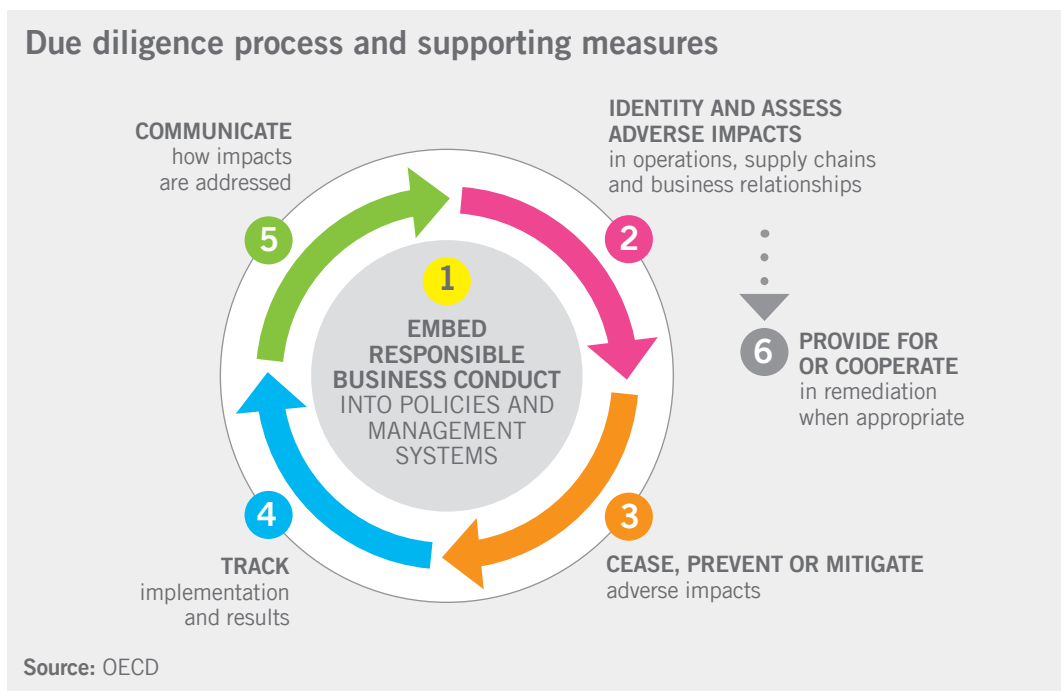 Due diligence process and supporting measures
1
EMBED
RESPONSIBLE
BUSINESS CONDUCT
INTO POLICIES AND
MANAGEMENT
SYSTEMS
2
IDENTITY AND ASSESS
ADVERSE IMPACTS
in operations, supply chains
and business relationships
3
CEASE, PREVENT OR MITIGATE
adverse impacts
4
TRACK
implementation
and results
5
COMMUNICATE
how impacts
are addressed
6
PROVIDE FOR
OR COOPERATE
in remediation
when appropriate
Source: OECD